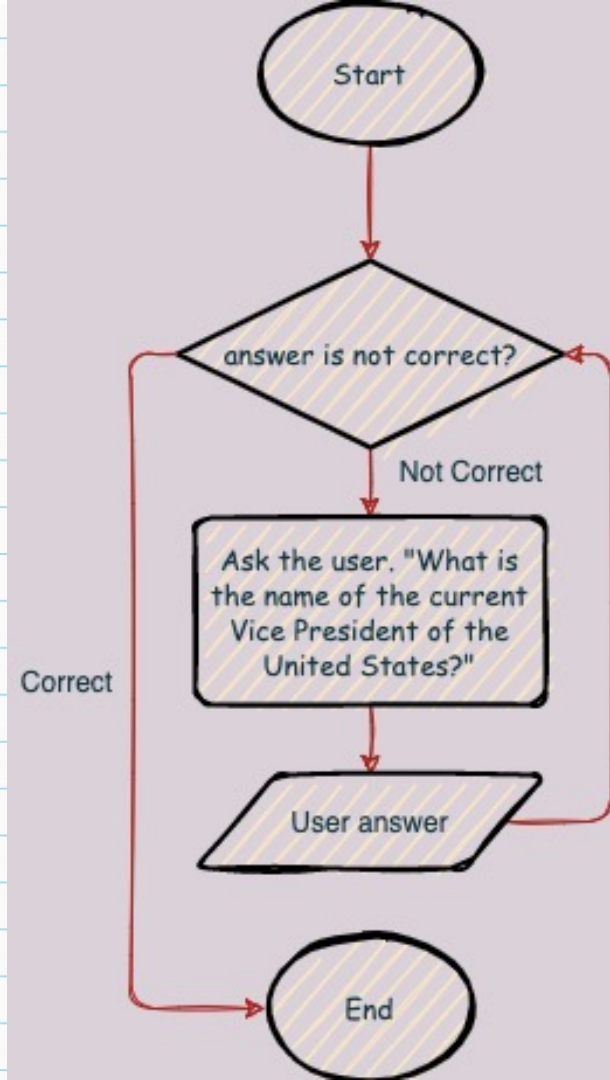 Start
answer is not correct?
Not Correct
Ask the user. "What is
the name of the current
Vice President of the
United States?"
Correct
User answer
End